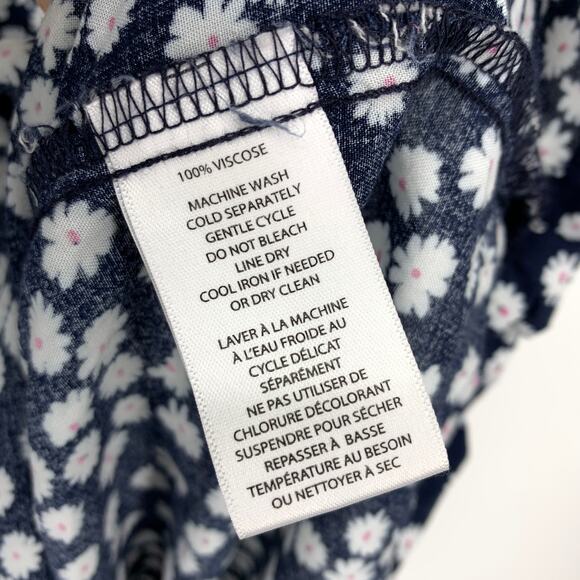 100% VISCOSE
MACHINE WASH
COLD SEPARATELY
GENTLE CYCLE
DO NOT BLEACH
LINE DRY
COOL IRON IF NEEDED
OR DRY CLEAN
LAVER À LA MACHINE
À L'EAU FROIDE AU
CYCLE DÉLICAT
SÉPARÉMENT
NE PAS UTILISER DE
CHLORURE DÉCOLORANT
SUSPENDRE POUR SÉCHER
REPASSER À BASSE
TEMPÉRATURE AU BESOIN
OU NETTOYER À SEC